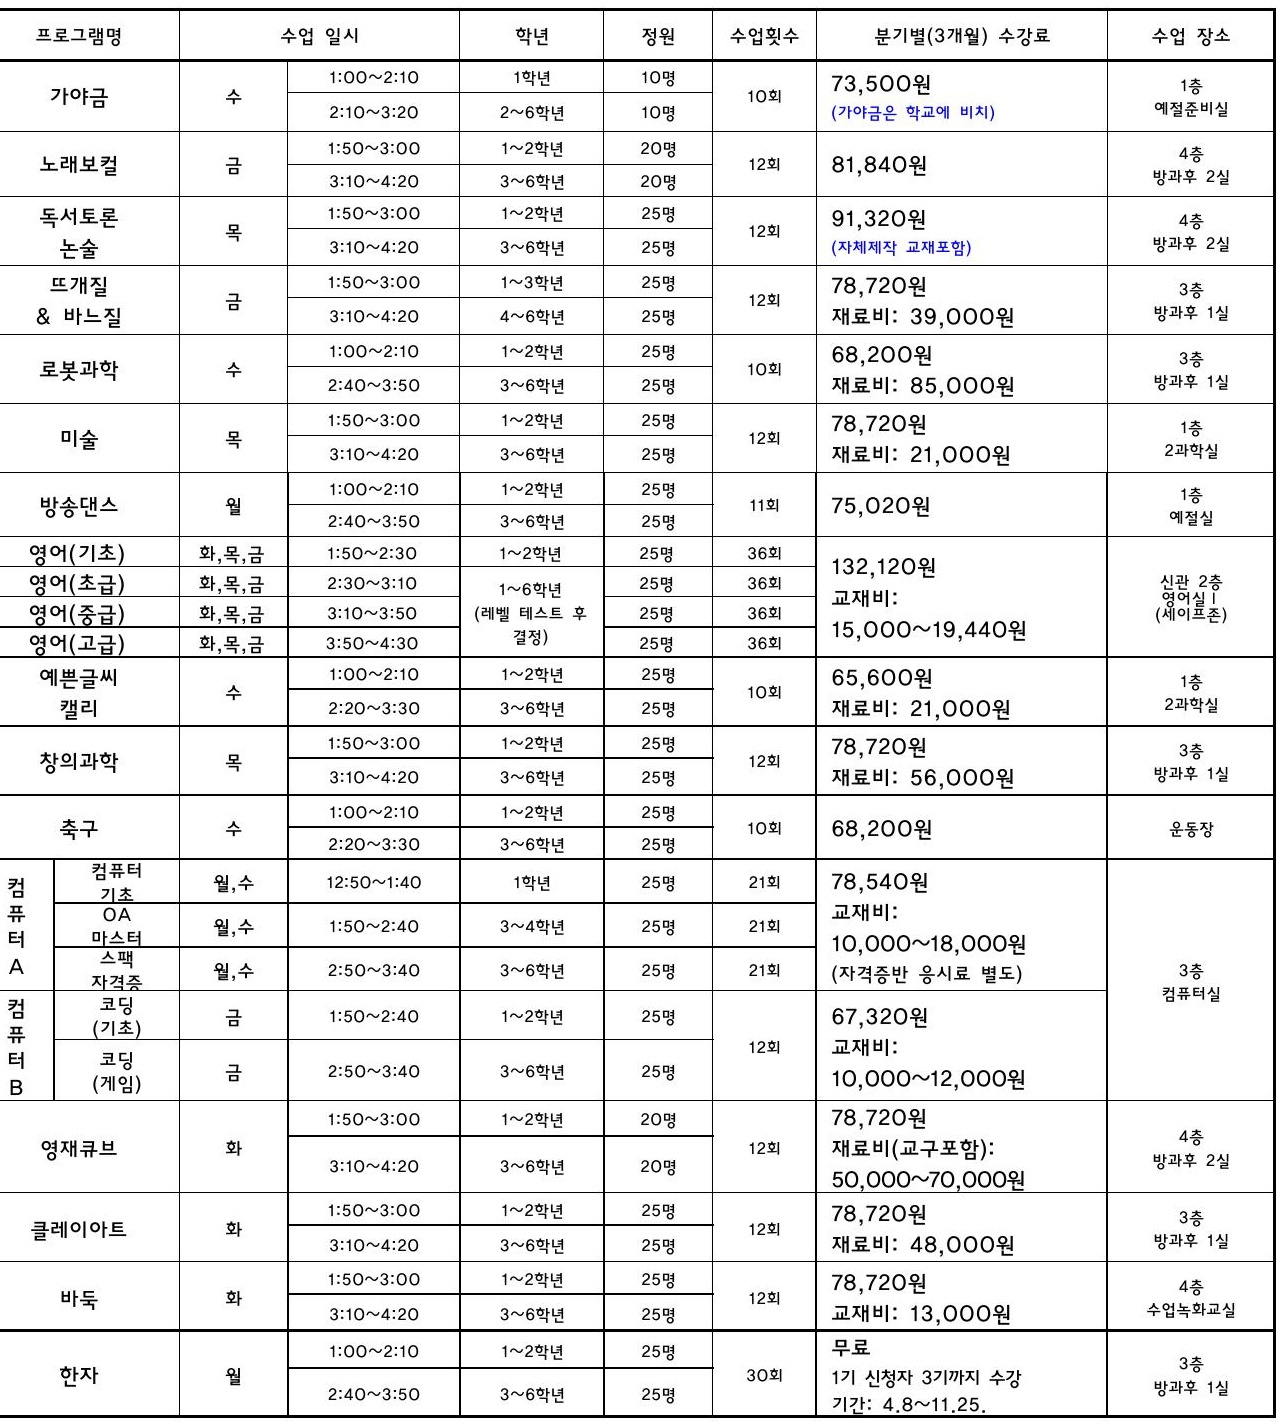 프로그램명 수업 일시 학년 정원 수업횟수 분기별(3개월) 수강료 수업 장소
가야금 수 1:00~2:10 1학년 10명 10회 73,500원 1층
2:10~3:20 2~6학년 10명 (가야금은 학교에 비치) 예절준비실
노래보컬 금 1:50~3:00 1~2학년 20명 12회 81,840원 4층
3:10~4:20 3~6학년 20명 방과후 2실
독서토론 목 1:50~3:00 1~2학년 25명 12회 91,320원 4층
논술 3:10~4:20 3~6학년 25명 (자체제작 교재포함) 방과후 2실
뜨개질 금 1:50~3:00 1~3학년 25명 12회 78,720원 3층
& 바느질 3:10~4:20 4~6학년 25명 재료비: 39,000원 방과후 1실
로봇과학 수 1:00~2:10 1~2학년 25명 10회 68,200원 3층
2:40~3:50 3~6학년 25명 재료비: 85,000원 방과후 1실
미술 목 1:50~3:00 1~2학년 25명 12회 78,720원 1층
3:10~4:20 3~6학년 25명 재료비: 21,000원 2과학실
방송댄스 월 1:00~2:10 1~2학년 25명 11회 75,020원 1층
2:40~3:50 3~6학년 25명 예절실
영어(기초) 화,목,금 1:50~2:30 1~2학년 25명 36회 132,120원
영어(초급) 화,목,금 2:30~3:10 1~6학년 25명 36회 교재비: 신관 2층
영어(중급) 화,목,금 3:10~3:50 (레벨 테스트 후 25명 36회 15,000~19,440원 영어실Ⅰ
영어(고급) 화,목,금 3:50~4:30 결정) 25명 36회 (세이프존)
예쁜글씨 수 1:00~2:10 1~2학년 25명 10회 65,600원 1층
캘리 2:20~3:30 3~6학년 25명 재료비: 21,000원 2과학실
창의과학 목 1:50~3:00 1~2학년 25명 12회 78,720원 3층
3:10~4:20 3~6학년 25명 재료비: 56,000원 방과후 1실
축구 수 1:00~2:10 1~2학년 25명 10회 68,200원 운동장
2:20~3:30 3~6학년 25명
컴퓨터A 컴퓨터 기초 월,수 12:50~1:40 1학년 25명 21회 78,540원 3층
OA 마스터 월,수 1:50~2:40 3~4학년 25명 21회 교재비: 컴퓨터실
10,000~18,000원
스팩 자격증 월,수 2:50~3:40 3~6학년 25명 21회 (자격증반 응시료 별도)
컴퓨터B 코딩 (기초) 금 1:50~2:40 1~2학년 25명 12회 67,320원
교재비:
코딩 (게임) 금 2:50~3:40 3~6학년 25명 10,000~12,000원
영재큐브 화 1:50~3:00 1~2학년 20명 12회 78,720원 4층
재료비(교구포함): 방과후 2실
3:10~4:20 3~6학년 20명 50,000~70,000원
클레이아트 화 1:50~3:00 1~2학년 25명 12회 78,720원 3층
3:10~4:20 3~6학년 25명 재료비: 48,000원 방과후 1실
바둑 화 1:50~3:00 1~2학년 25명 12회 78,720원 4층
3:10~4:20 3~6학년 25명 교재비: 13,000원 수업녹화교실
한자 월 1:00~2:10 1~2학년 25명 30회 무료 3층
1기 신청자 3기까지 수강 방과후 1실
2:40~3:50 3~6학년 25명 기간: 4.8~11.25.